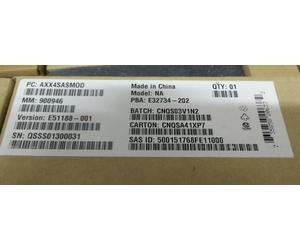 PC: AXX4SASMOD
Made in China
QTY: 01
Model: NA
MM: 900946
PBA: E32734-202
BATCH: CNQS03V1N2
Version: E51188-001
CARTON: CNQSA41XP7
SN: QSSS01300031
SAS ID: 500151768FE11000